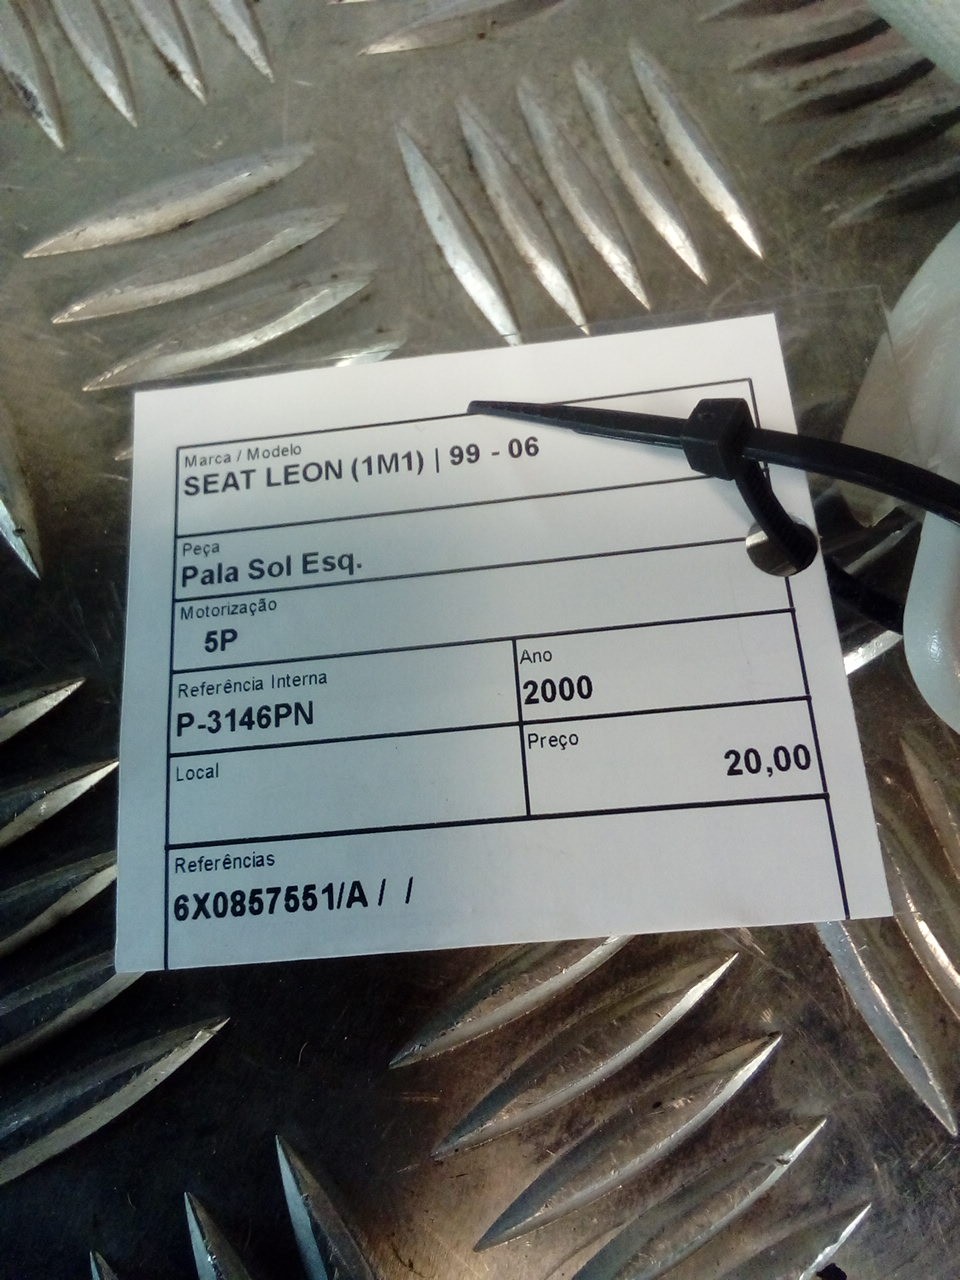 Marca / Modelo
SEAT LEON (1M1) | 99 - 06
Peça
Pala Sol Esq.
Motorização
5P
Referência Interna
P-3146PN
Ano
2000
Local
Preço
20,00
Referências
6X0857551/A / /